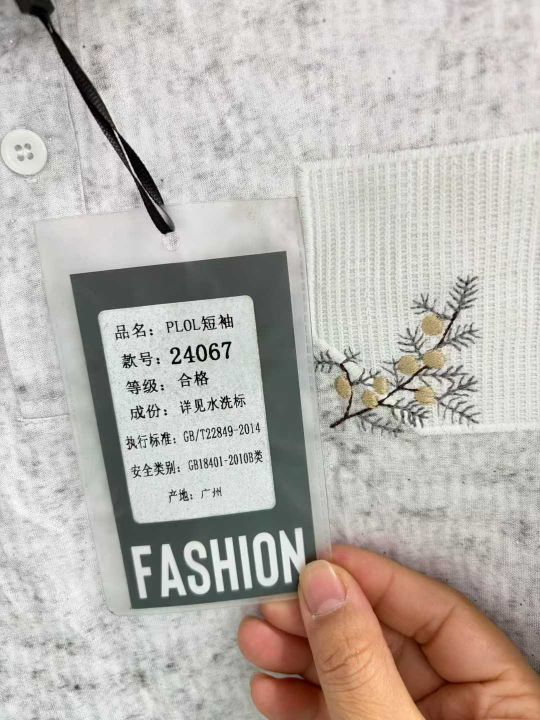 品名：PLOL短袖
款号：24067
等级：合格
成份：详见水洗标
执行标准：GB/T22849-2014
安全类别：GB18401-2010B类
产地：广州
FASHION